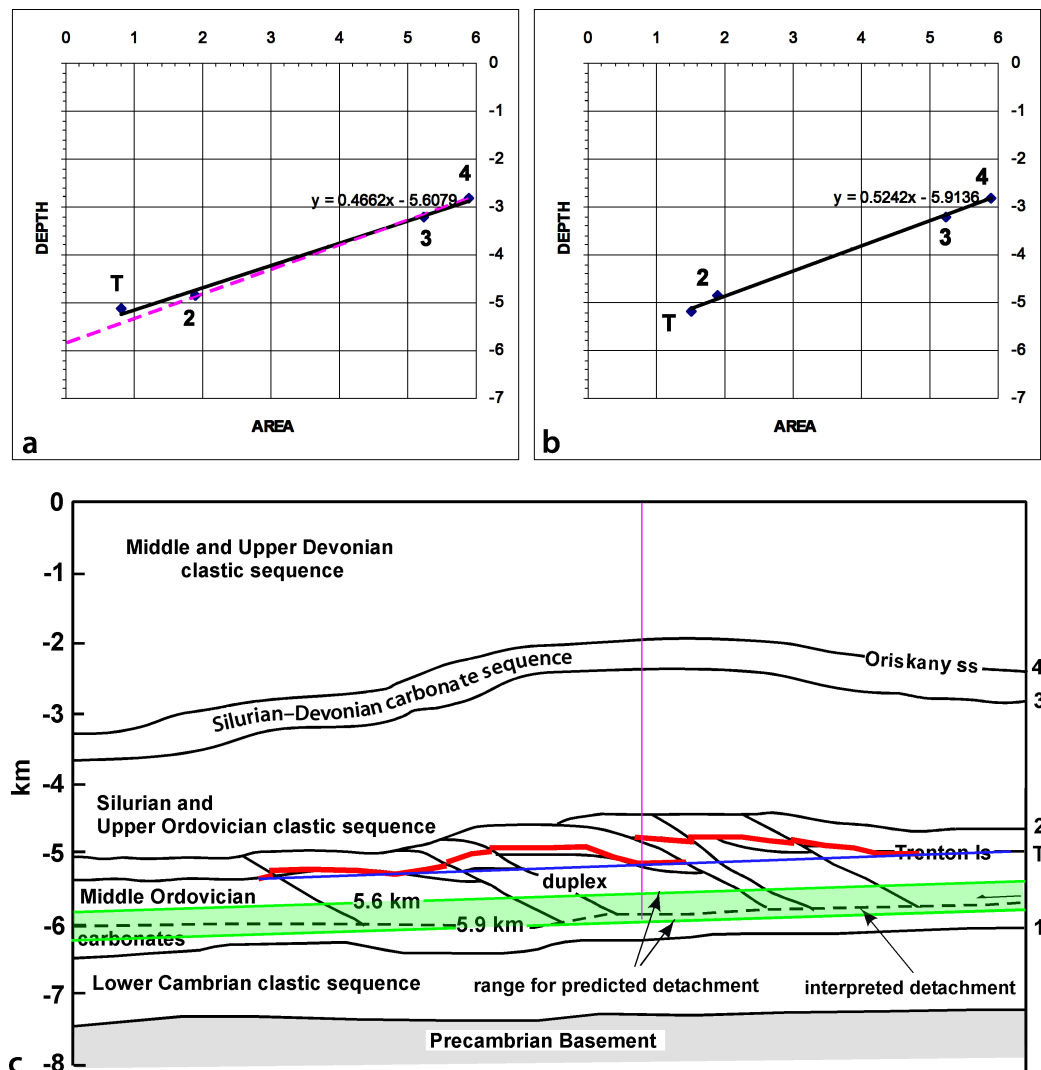 0 1 2 3 4 5 6
0
-1
-2
-3
-4
-5
-6
-7
DEPTH
y = 0.4662x - 5.6079
4
3
T
2
AREA
a
0 1 2 3 4 5 6
0
-1
-2
-3
-4
-5
-6
-7
DEPTH
y = 0.5242x - 5.9136
4
3
2
T
AREA
b
0
-1
-2
-3
-4
-5
-6
-7
-8
km
Middle and Upper Devonian
clastic sequence
Oriskany ss
4
Silurian–Devonian carbonate sequence
3
Silurian and
Upper Ordovician clastic sequence
2
Trenton ls
T
Middle Ordovician
duplex
5.6 km
5.9 km
carbonates
1
Lower Cambrian clastic sequence
range for predicted detachment
interpreted detachment
Precambrian Basement
c